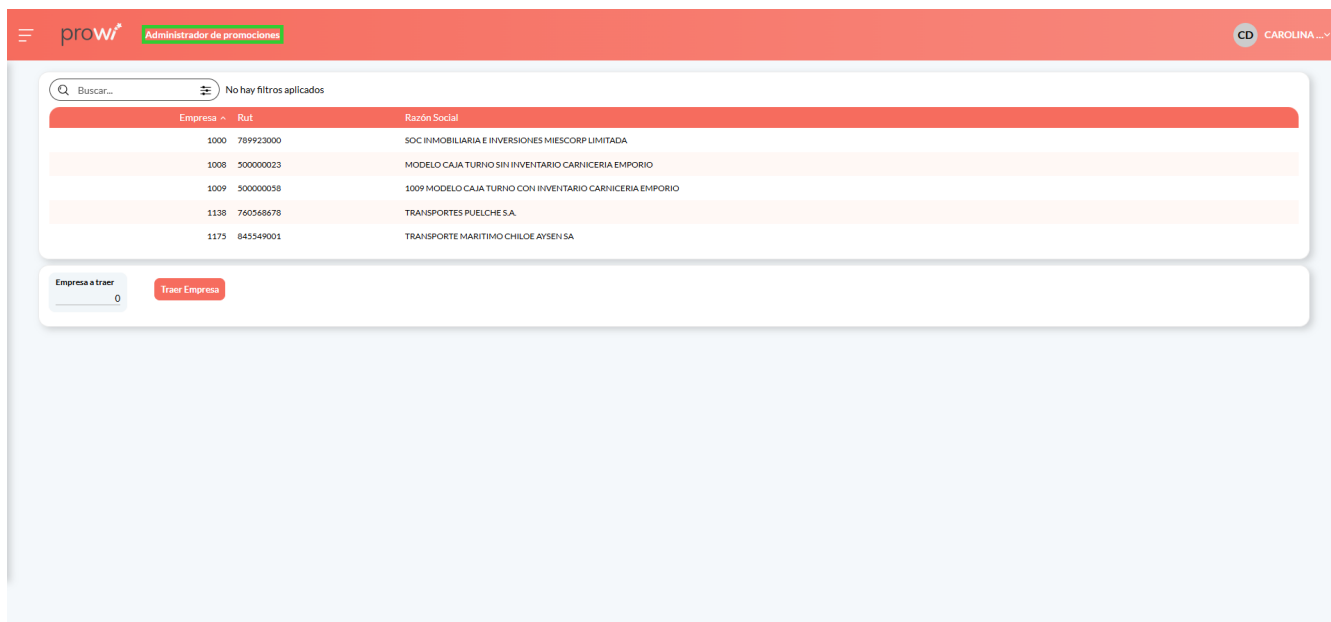 prowi Administrador de promociones CD CAROLINA ...
Buscar... No hay filtros aplicados
Empresa Rut Razón Social
1000 789923000 SOC INMOBILIARIA E INVERSIONES MIESCORP LIMITADA
1008 500000023 MODELO CAJA TURNO SIN INVENTARIO CARNICERIA EMPORIO
1009 500000058 1009 MODELO CAJA TURNO CON INVENTARIO CARNICERIA EMPORIO
1138 760568678 TRANSPORTES PUELCHE S.A.
1175 845549001 TRANSPORTE MARITIMO CHILOE AYSEN SA
Empresa a traer
0
Traer Empresa